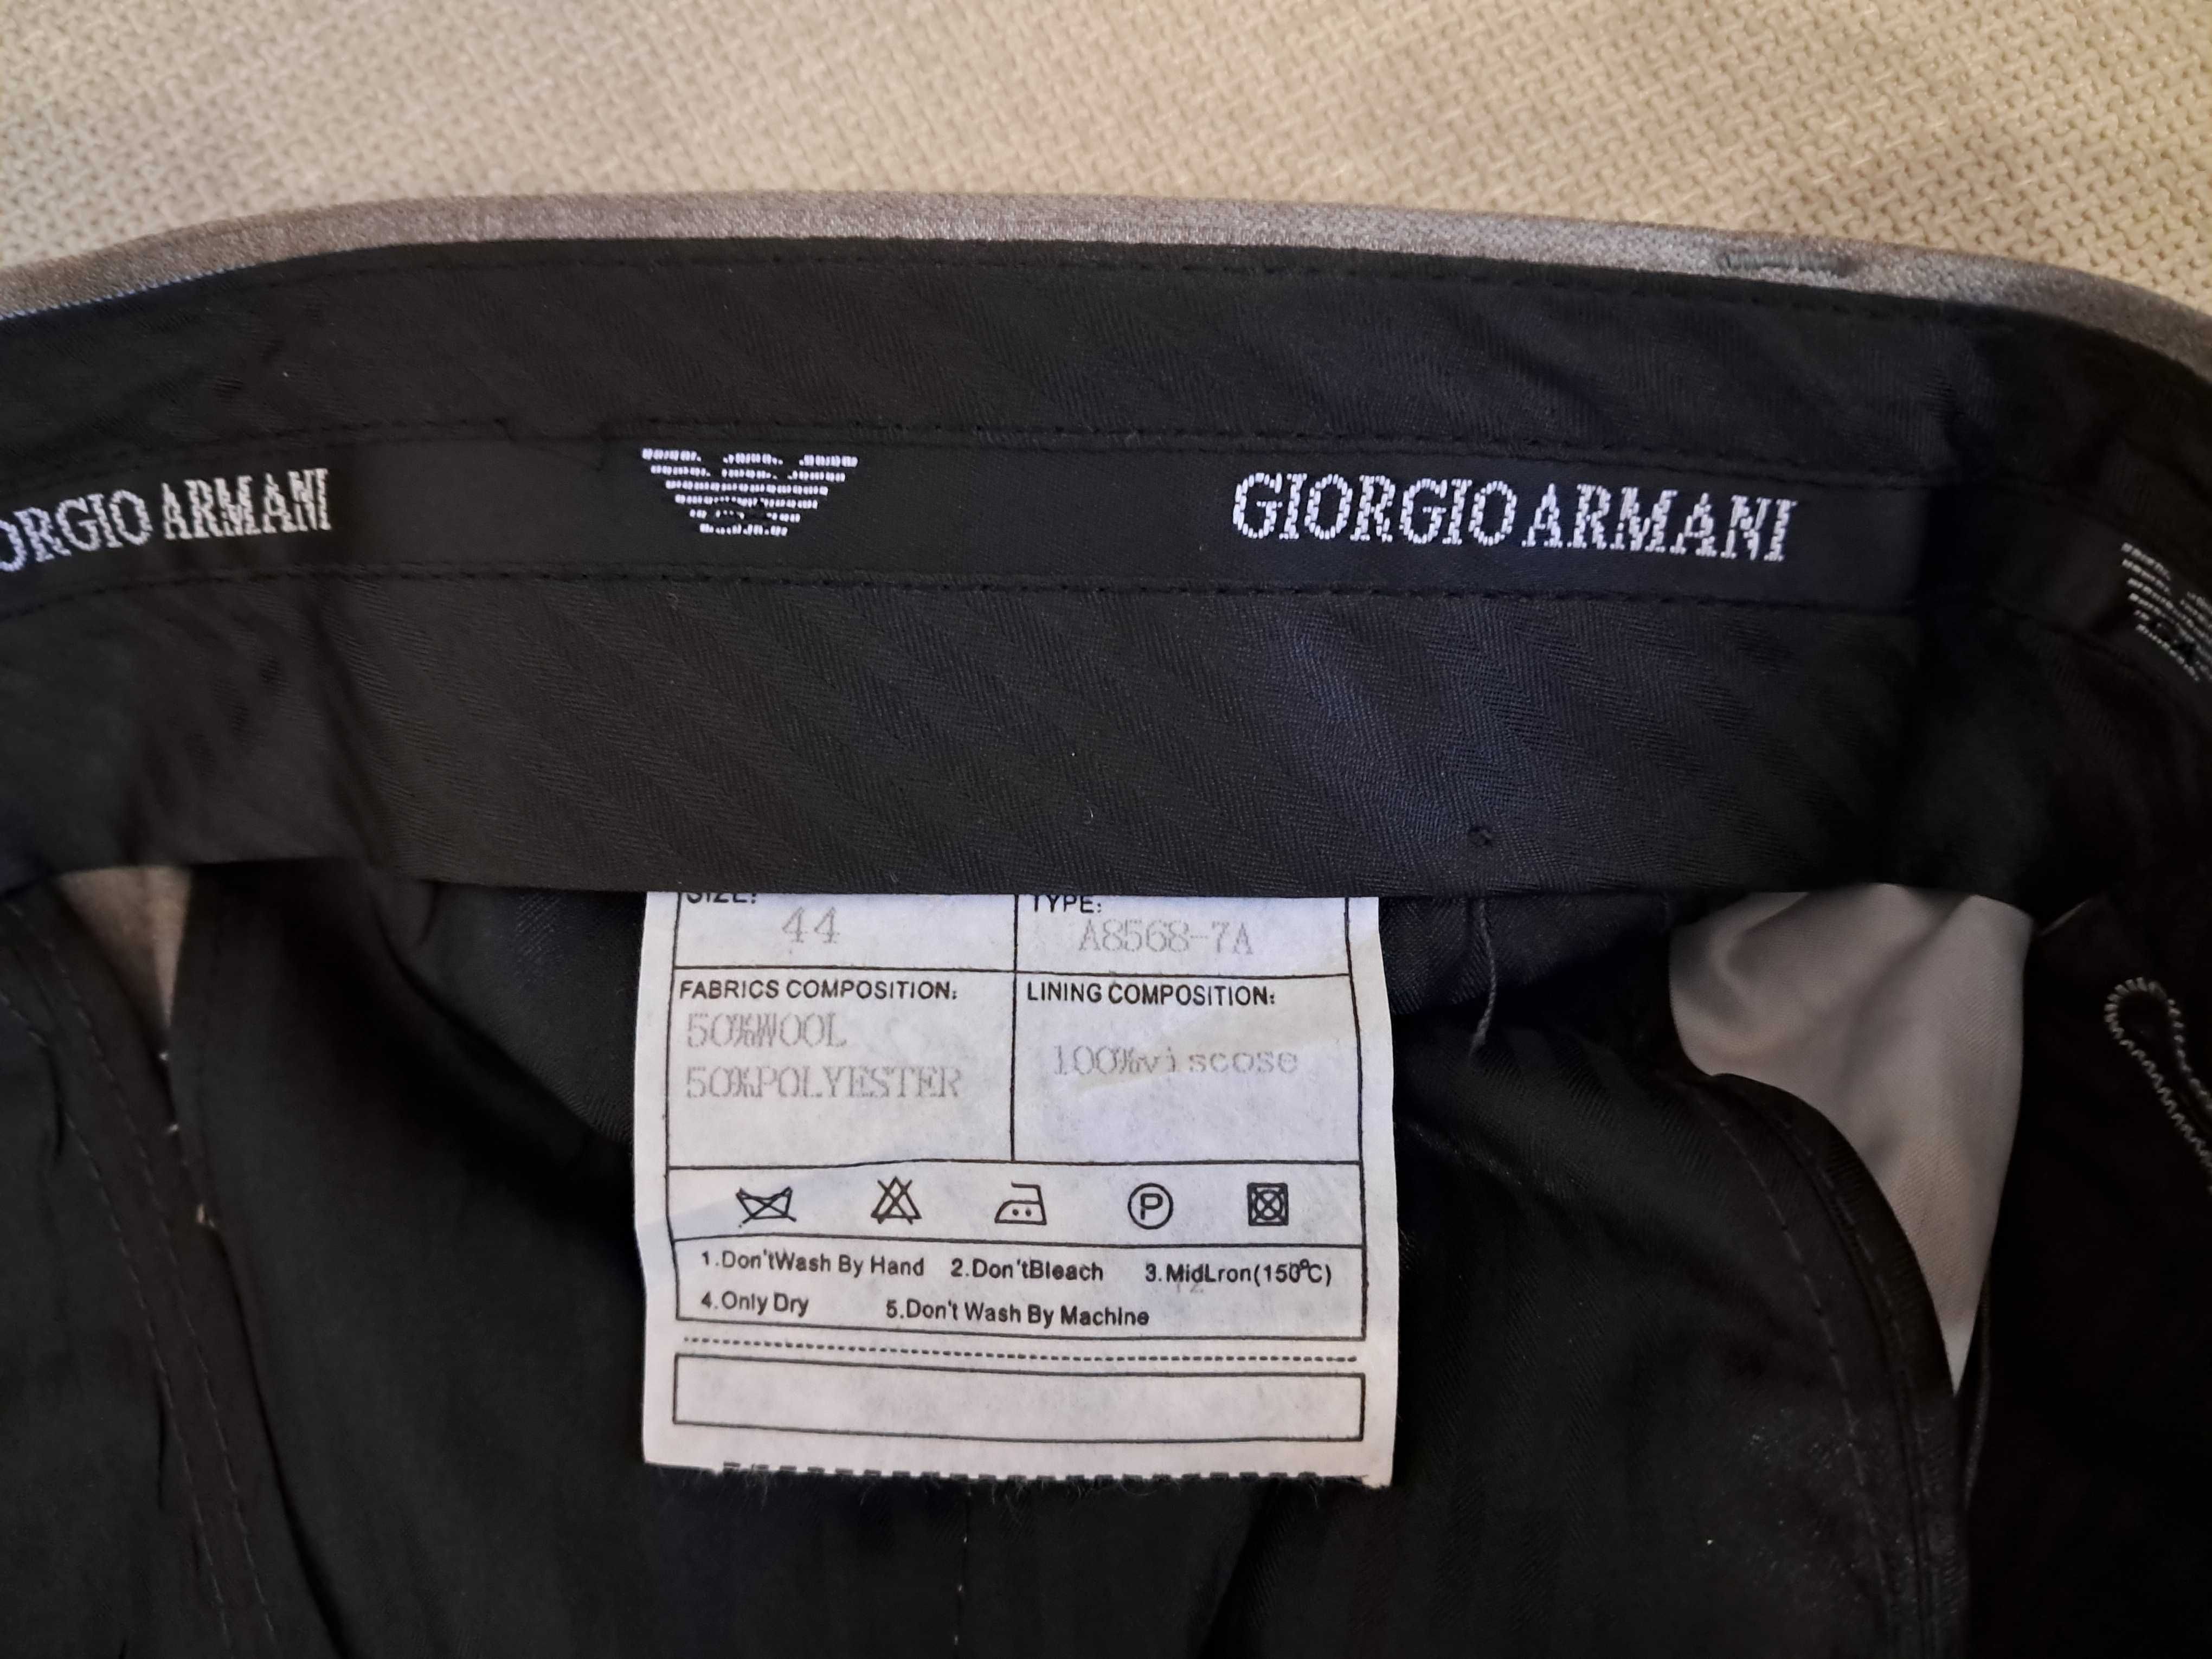 ORGIO ARMANI
GIORGIO ARMANI
SIZE:
44
TYPE:
A8568-7A
FABRICS COMPOSITION:
50%WOOL
50%POLYESTER
LINING COMPOSITION:
100%viscose
P
1.Don'tWash By Hand 2.Don'tBleach 3.MidLron(150°C)
4.Only Dry 5.Don't Wash By Machine